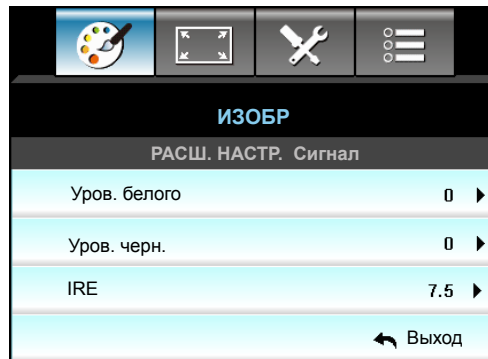 ИЗОБР
РАСШ. НАСТР. Сигнал
Уров. белого 0
Уров. черн. 0
IRE 7.5
Выход